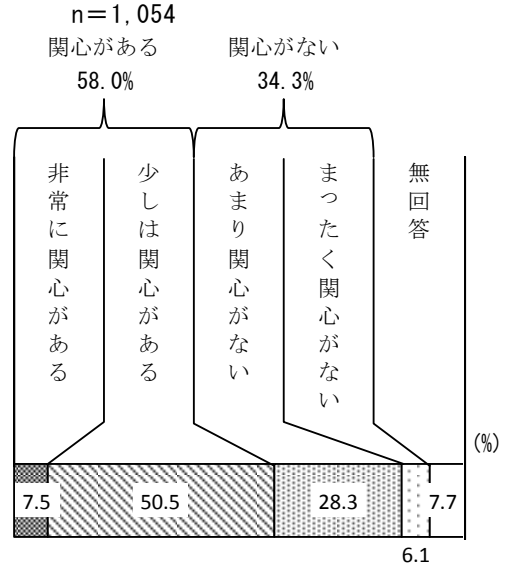 n＝1,054
関心がある
58.0%
関心がない
34.3%
非常に関心がある
少しは関心がある
あまり関心がない
まったく関心がない
無回答
(%)
7.5
50.5
28.3
7.7
6.1